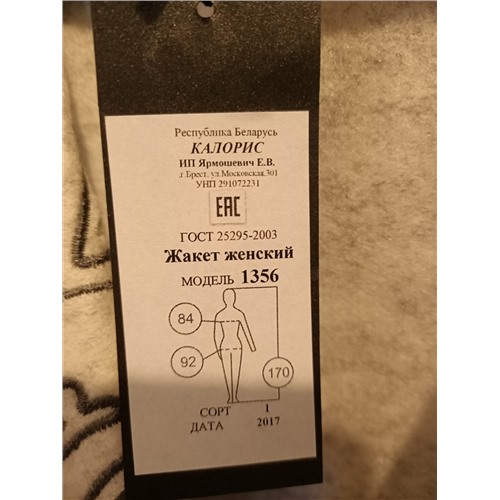 Республика Беларусь
КАЛОРИС
ИП Ярмошевич Е.В.
г.Брест, ул.Московская,301
УНП 291072231
ЕАС
ГОСТ 25295-2003
Жакет женский
МОДЕЛЬ 1356
84
92
170
СОРТ 1
ДАТА 2017